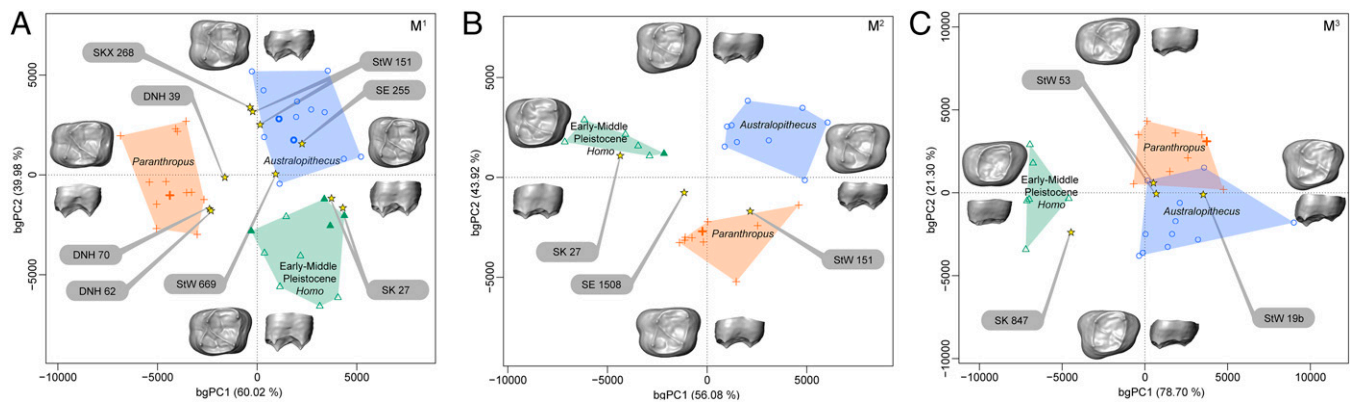 A
M¹
SKX 268
StW 151
DNH 39
SE 255
Paranthropus
Australopithecus
DNH 70
DNH 62
StW 669
Early-Middle
Pleistocene
Homo
SK 27
bgPC2 (39.98 %)
5000
0
−5000
−10000
−5000
0
5000
bgPC1 (60.02 %)
B
M²
Early-Middle
Pleistocene
Homo
Australopithecus
SK 27
Paranthropus
SE 1508
StW 151
bgPC2 (43.92 %)
5000
0
−5000
−10000
−5000
0
5000
bgPC1 (56.08 %)
C
M³
StW 53
Paranthropus
Early-Middle
Pleistocene
Homo
Australopithecus
SK 847
StW 19b
bgPC2 (21.30 %)
10000
5000
0
−5000
−10000
−10000
−5000
0
5000
10000
bgPC1 (78.70 %)